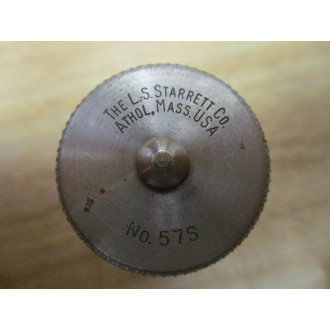 THE L.S. STARRETT CO.
ATHOL, MASS. USA
NO. 57S